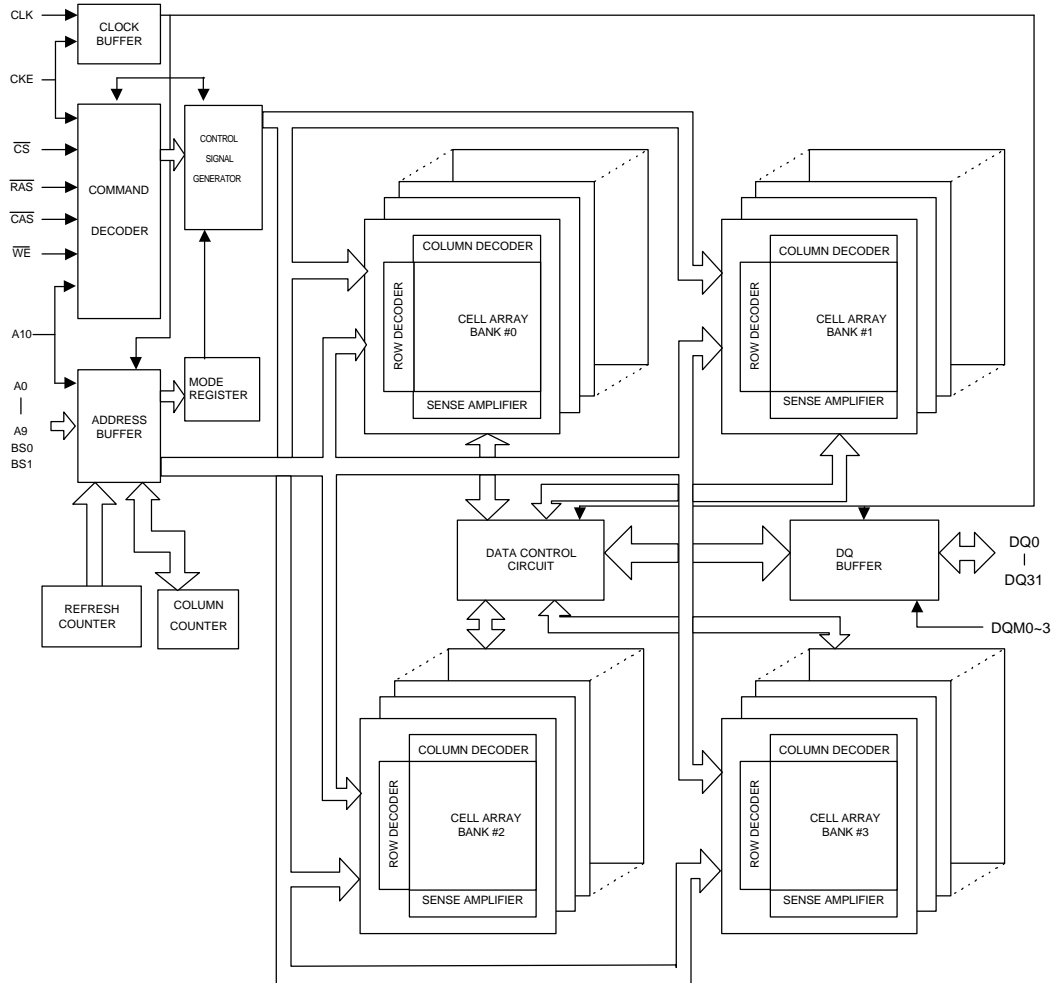 CLK
CLOCK
BUFFER
CKE
CS
RAS
CAS
WE
COMMAND
DECODER
CONTROL
SIGNAL
GENERATOR
A10
A0
A9
BS0
BS1
ADDRESS
BUFFER
MODE
REGISTER
REFRESH
COUNTER
COLUMN
COUNTER
COLUMN DECODER
ROW DECODER
CELL ARRAY
BANK #0
SENSE AMPLIFIER
COLUMN DECODER
ROW DECODER
CELL ARRAY
BANK #1
SENSE AMPLIFIER
DATA CONTROL
CIRCUIT
DQ
BUFFER
DQ0
DQ31
DQM0~3
COLUMN DECODER
ROW DECODER
CELL ARRAY
BANK #2
SENSE AMPLIFIER
COLUMN DECODER
ROW DECODER
CELL ARRAY
BANK #3
SENSE AMPLIFIER